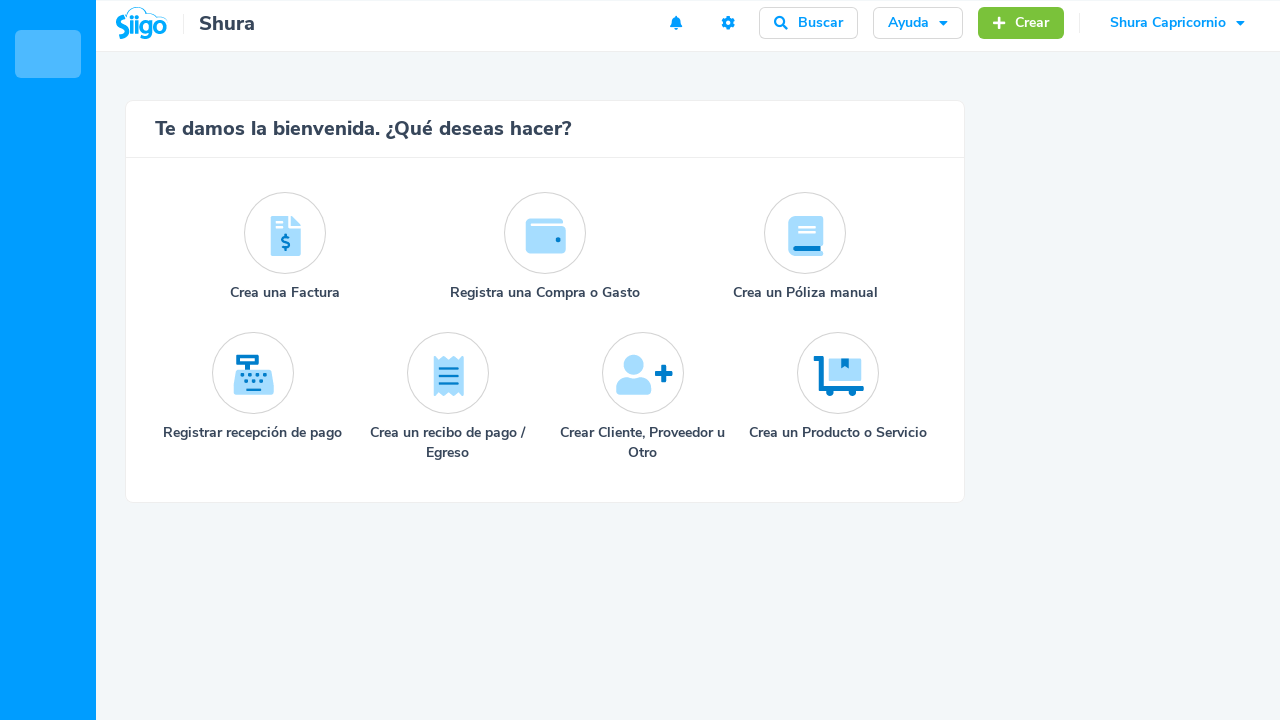 Siigo
Shura
Buscar
Ayuda
Crear
Shura Capricornio
Te damos la bienvenida. ¿Qué deseas hacer?
Crea una Factura
Registra una Compra o Gasto
Crea un Póliza manual
Registrar recepción de pago
Crea un recibo de pago /
Egreso
Crear Cliente, Proveedor u
Otro
Crea un Producto o Servicio